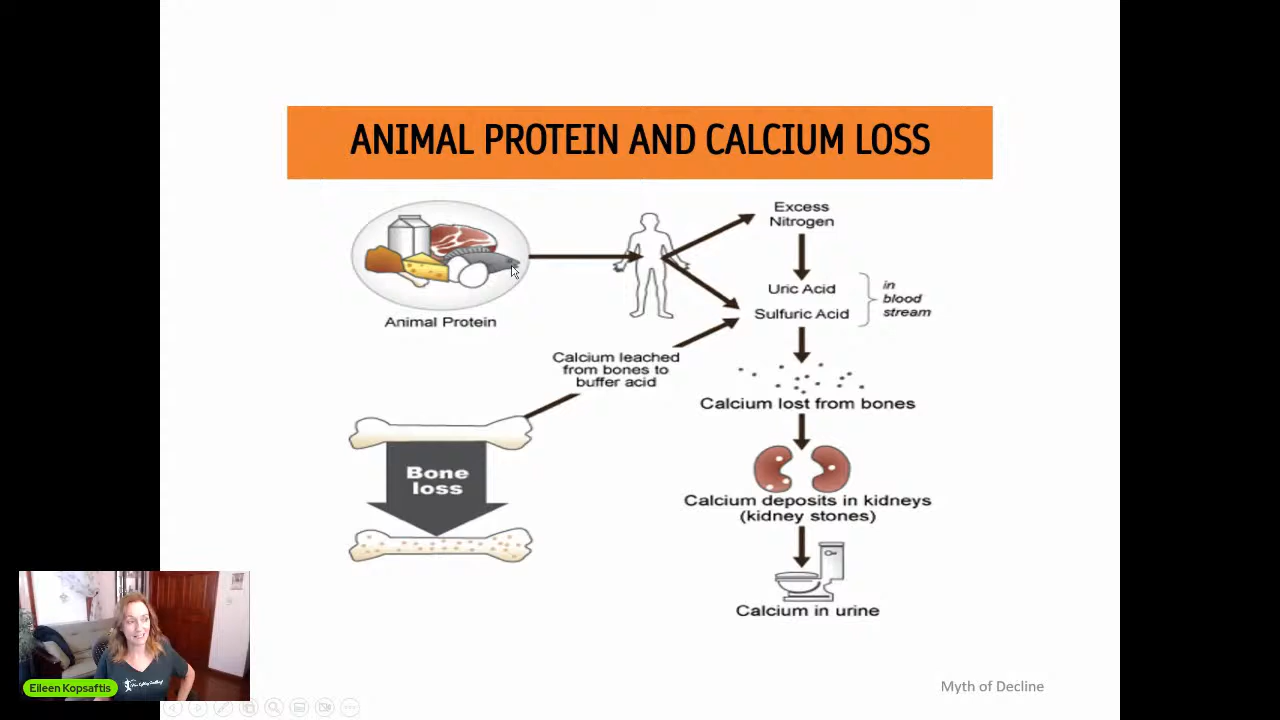 ANIMAL PROTEIN AND CALCIUM LOSS
Excess
Nitrogen
Uric Acid
Sulfuric Acid
in
blood
stream
Animal Protein
Calcium leached
from bones to
buffer acid
Calcium lost from bones
Bone
loss
Calcium deposits in kidneys
(kidney stones)
Calcium in urine
Eileen Kopsaftis
Myth of Decline